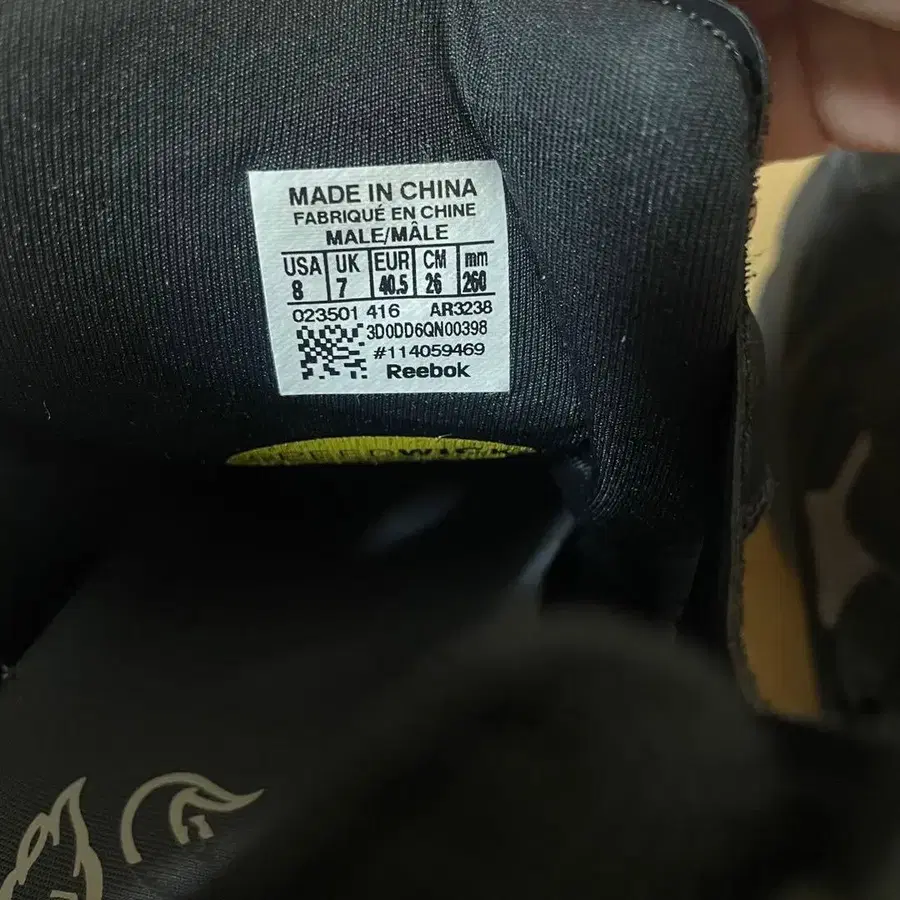 MADE IN CHINA
FABRIQUÉ EN CHINE
MALE/MÂLE
USA UK EUR CM mm
8 7 40.5 26 260
023501 416 AR3238
3D0DD6QN00398
#114059469
Reebok
SPEEDWICK